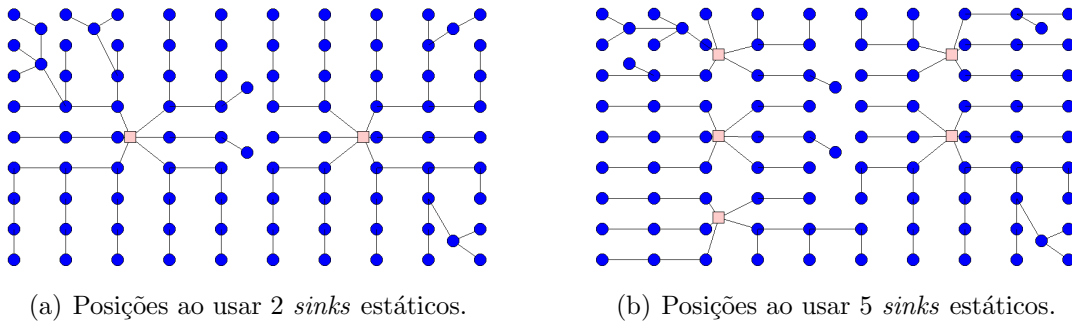 (a) Posições ao usar 2 sinks estáticos.
(b) Posições ao usar 5 sinks estáticos.